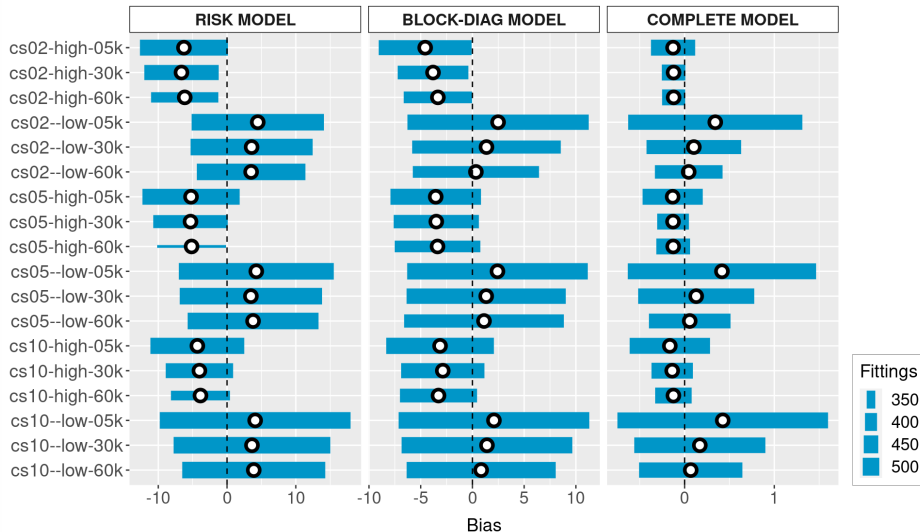 RISK MODEL BLOCK-DIAG MODEL COMPLETE MODEL
cs02-high-05k
cs02-high-30k
cs02-high-60k
cs02--low-05k
cs02--low-30k
cs02--low-60k
cs05-high-05k
cs05-high-30k
cs05-high-60k
cs05--low-05k
cs05--low-30k
cs05--low-60k
cs10-high-05k
cs10-high-30k
cs10-high-60k
cs10--low-05k
cs10--low-30k
cs10--low-60k
-10 0 10 -10 -5 0 5 10 0 1
Bias
Fittings
350
400
450
500